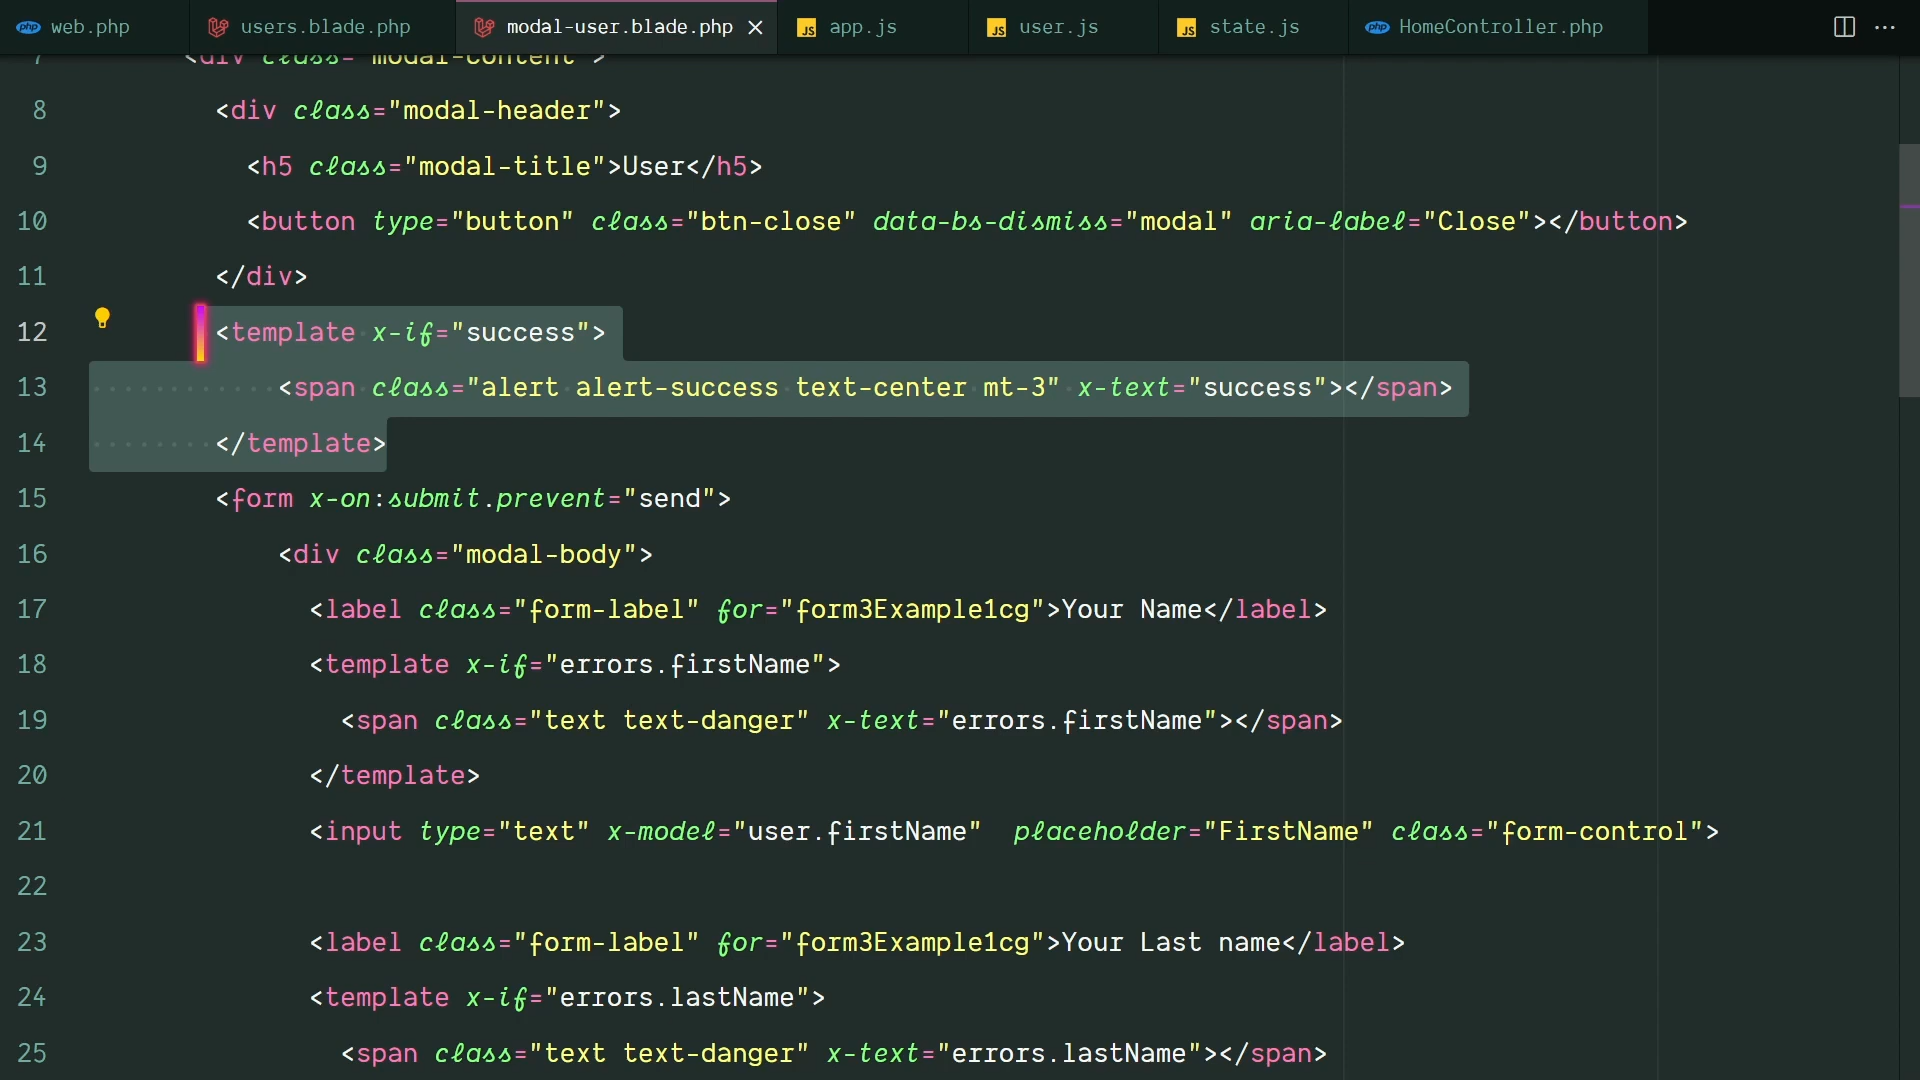 web.php users.blade.php modal-user.blade.php app.js user.js state.js HomeController.php
7 <div class="modal-content">
8 <div class="modal-header">
9 <h5 class="modal-title">User</h5>
10 <button type="button" class="btn-close" data-bs-dismiss="modal" aria-label="Close"></button>
11 </div>
12 <template x-if="success">
13 <span class="alert alert-success text-center mt-3" x-text="success"></span>
14 </template>
15 <form x-on:submit.prevent="send">
16 <div class="modal-body">
17 <label class="form-label" for="form3Example1cg">Your Name</label>
18 <template x-if="errors.firstName">
19 <span class="text text-danger" x-text="errors.firstName"></span>
20 </template>
21 <input type="text" x-model="user.firstName"  placeholder="FirstName" class="form-control">
22
23 <label class="form-label" for="form3Example1cg">Your Last name</label>
24 <template x-if="errors.lastName">
25 <span class="text text-danger" x-text="errors.lastName"></span>